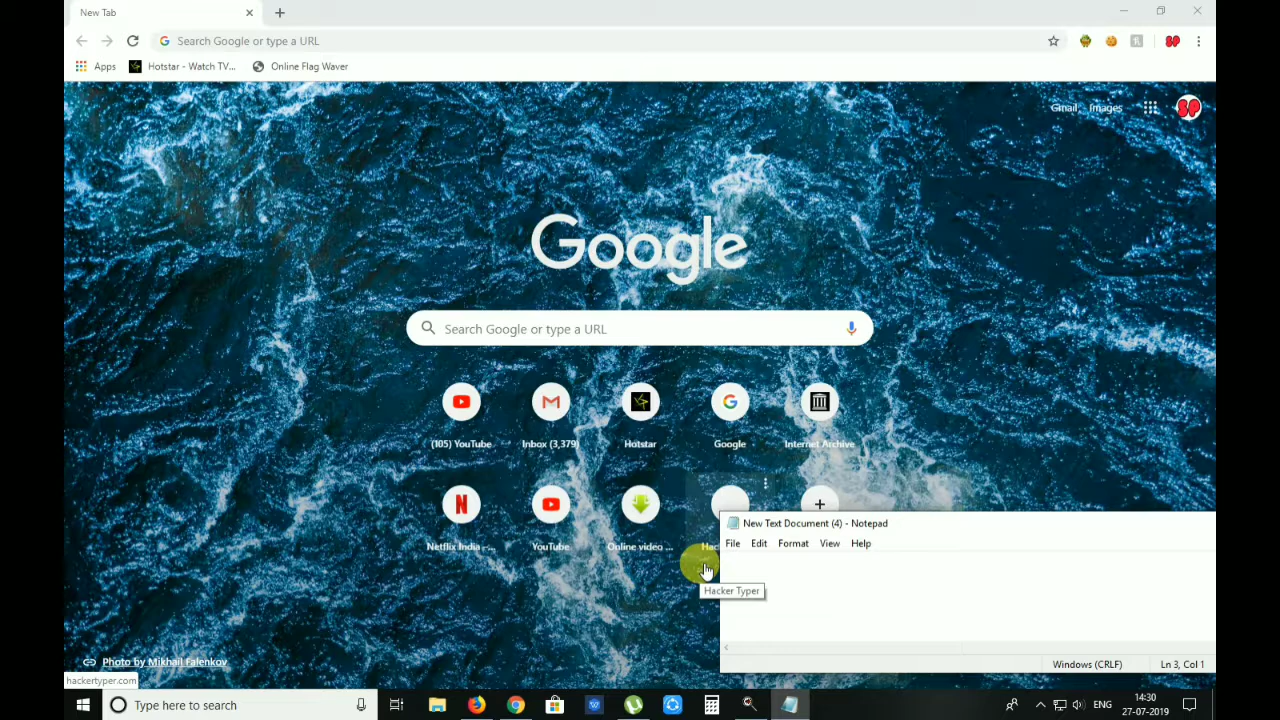 New Tab
Search Google or type a URL
Apps
Hotstar - Watch TV...
Online Flag Waver
Gmail
Images
SP
Google
Search Google or type a URL
(105) YouTube
Inbox (3,379)
Hotstar
Google
Internet Archive
Netflix India -...
YouTube
Online video ...
Hac
Hacker Typer
New Text Document (4) - Notepad
File Edit Format View Help
Windows (CRLF)
Ln 3, Col 1
Photo by Mikhail Falenkov
hackertyper.com
Type here to search
ENG
14:30
27-07-2019